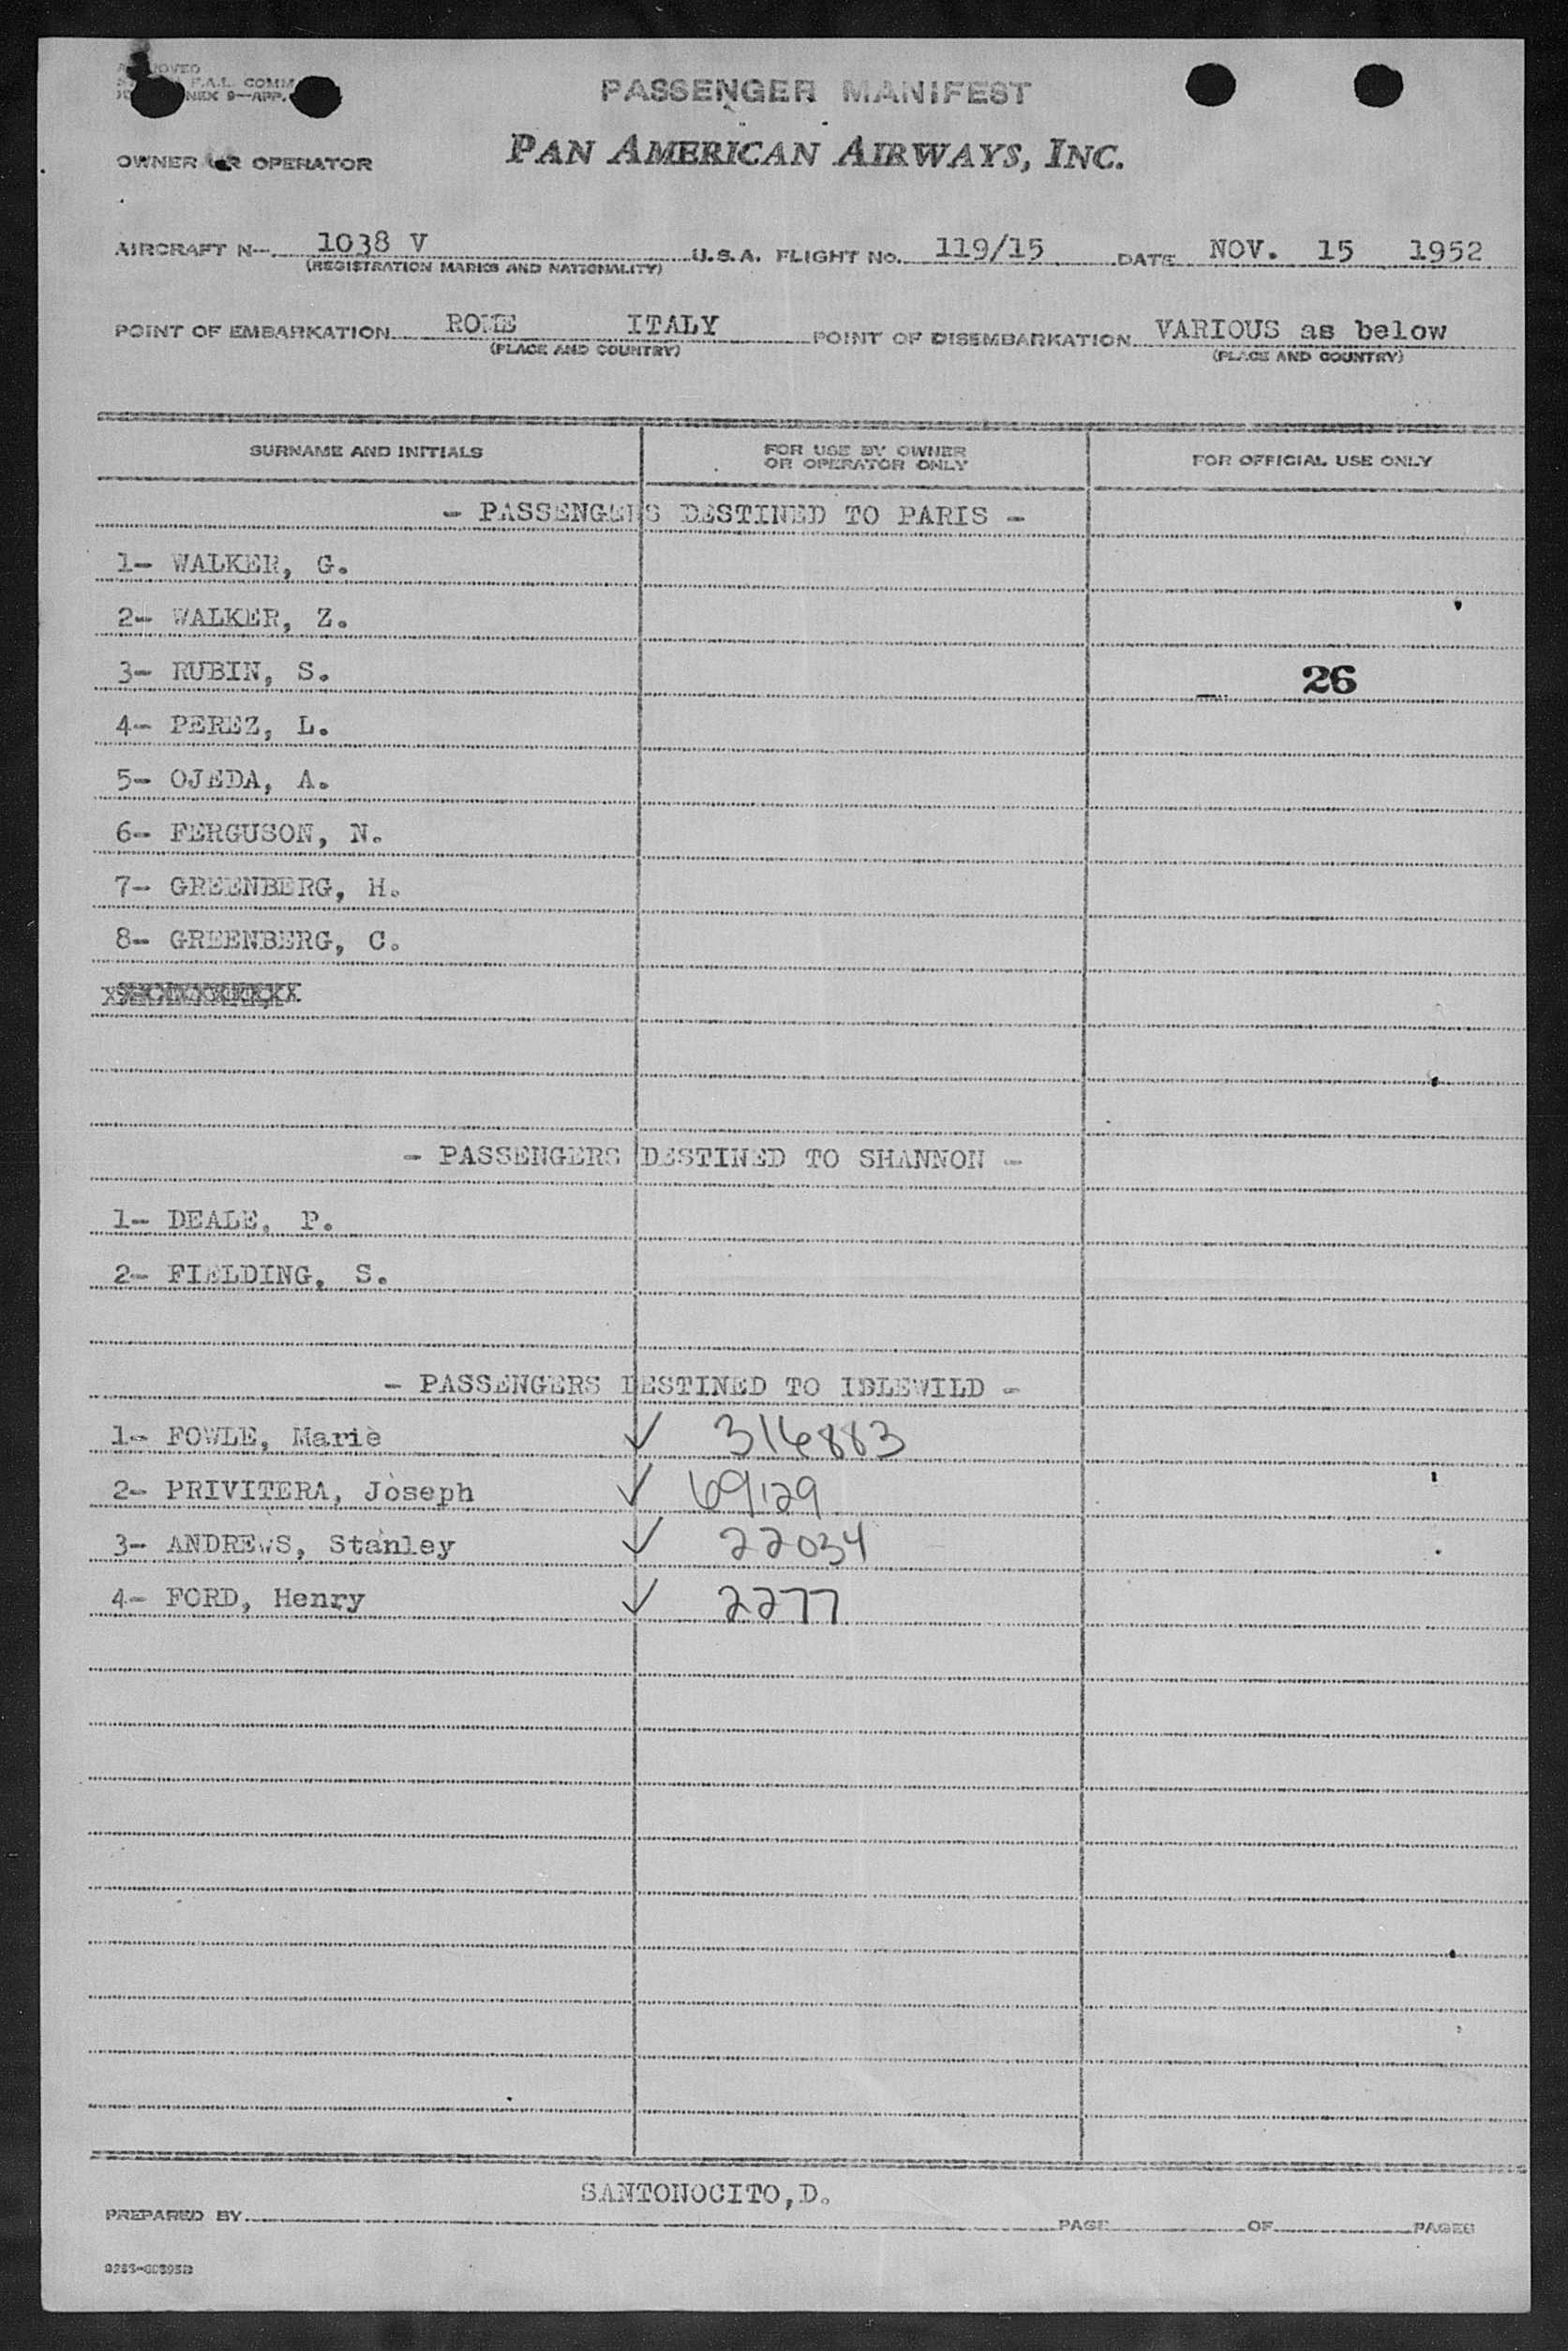 PASSENGER MANIFEST
OWNER OR OPERATOR
PAN AMERICAN AIRWAYS, INC.
AIRCRAFT N- 1038 V U.S.A. FLIGHT NO. 119/15 DATE NOV. 15 1952
(REGISTRATION MARKS AND NATIONALITY)
POINT OF EMBARKATION ROME ITALY POINT OF DISEMBARKATION VARIOUS as below
(PLACE AND COUNTRY) (PLACE AND COUNTRY)
SURNAME AND INITIALS
FOR USE BY OWNER
OR OPERATOR ONLY
FOR OFFICIAL USE ONLY
- PASSENGERS DESTINED TO PARIS -
1- WALKER, G.
2- WALKER, Z.
3- RUBIN, S. 26
4- PEREZ, L.
5- OJEDA, A.
6- FERGUSON, N.
7- GREENBERG, H.
8- GREENBERG, C.
- PASSENGERS DESTINED TO SHANNON -
1- DEALE, P.
2- FIELDING, S.
- PASSENGERS DESTINED TO IDLEWILD -
1- FOWLE, Marie ✓ 316883
2- PRIVITERA, Joseph ✓ 69129
3- ANDREWS, Stanley ✓ 22034
4- FORD, Henry ✓ 2277
SANTONOCITO,D.
PREPARED BY PAGE OF PAGES